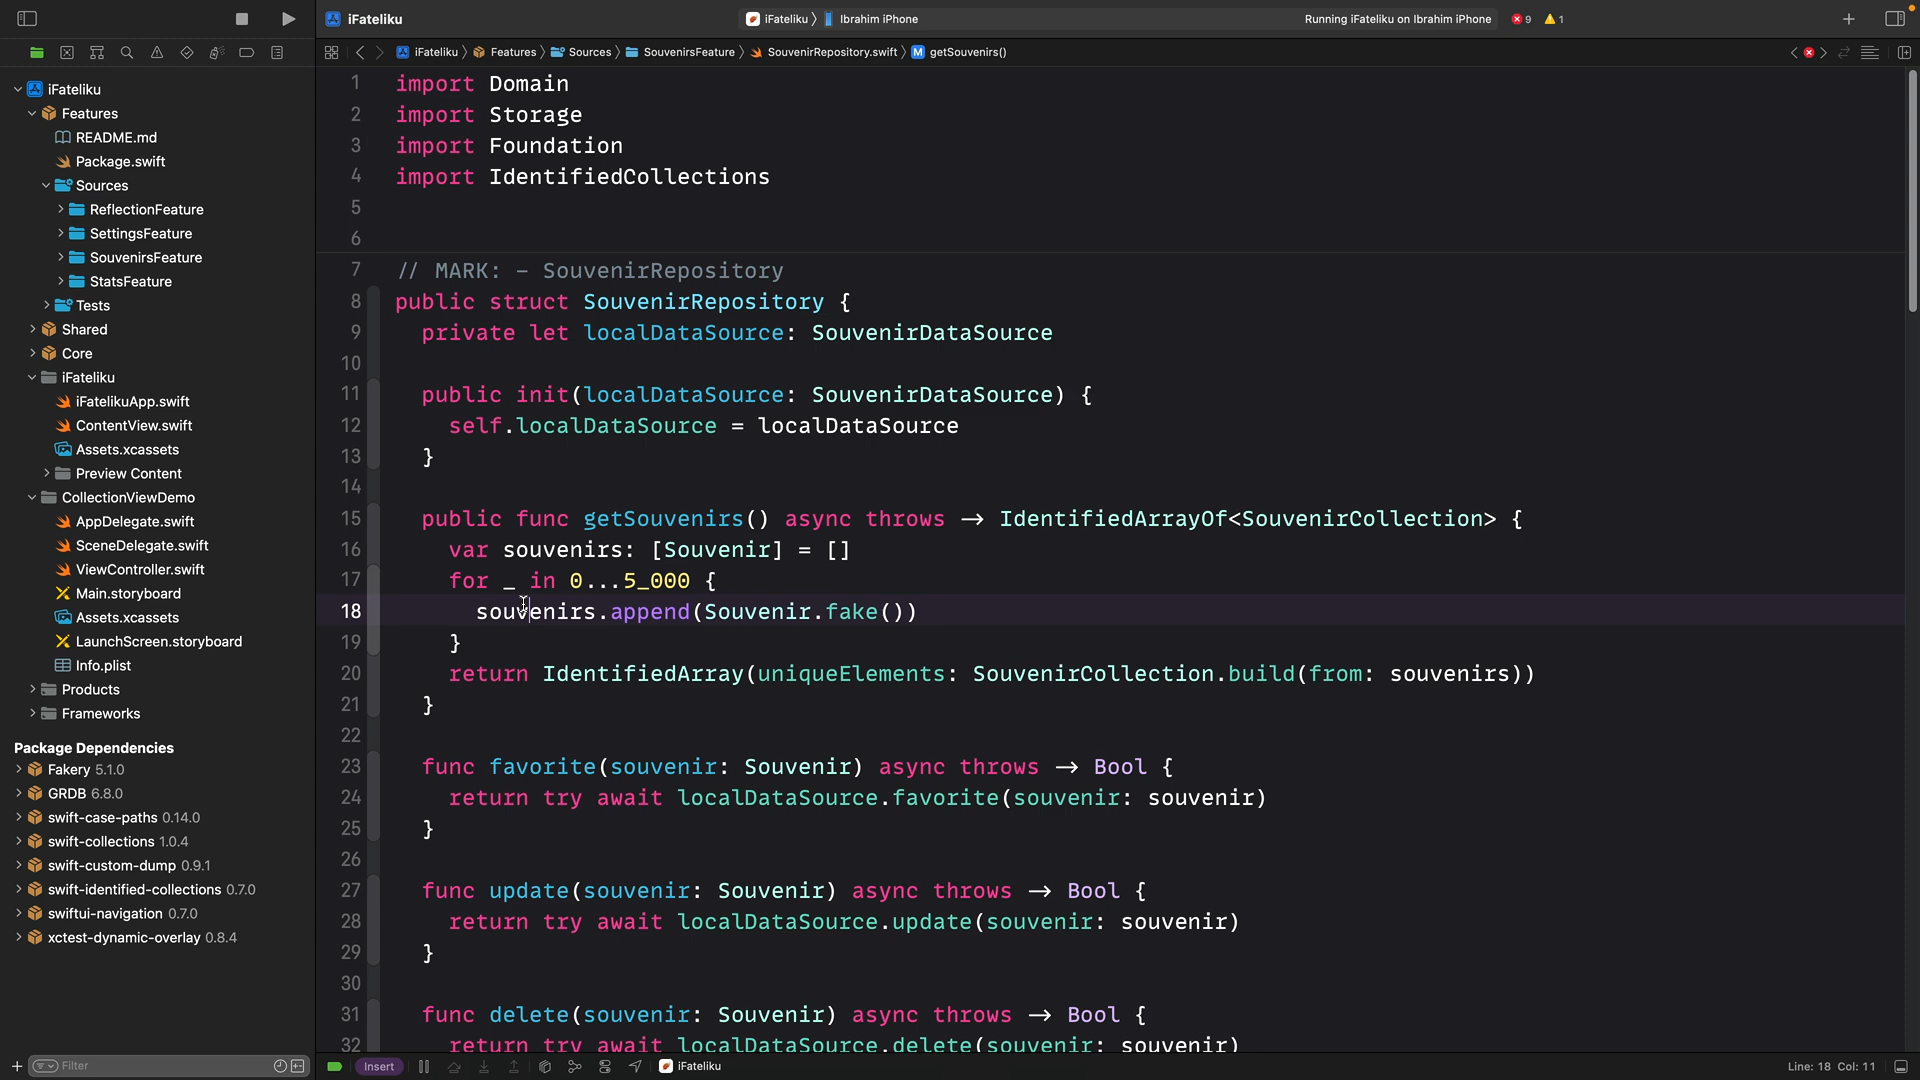 iFateliku
iFateliku
Ibrahim iPhone
Running iFateliku on Ibrahim iPhone
9
1
iFateliku
Features
Sources
SouvenirsFeature
SouvenirRepository.swift
M
getSouvenirs()
iFateliku
Features
README.md
Package.swift
Sources
ReflectionFeature
SettingsFeature
SouvenirsFeature
StatsFeature
Tests
Shared
Core
iFateliku
iFatelikuApp.swift
ContentView.swift
Assets.xcassets
Preview Content
CollectionViewDemo
AppDelegate.swift
SceneDelegate.swift
ViewController.swift
Main.storyboard
Assets.xcassets
LaunchScreen.storyboard
Info.plist
Products
Frameworks
Package Dependencies
Fakery 5.1.0
GRDB 6.8.0
swift-case-paths 0.14.0
swift-collections 1.0.4
swift-custom-dump 0.9.1
swift-identified-collections 0.7.0
swiftui-navigation 0.7.0
xctest-dynamic-overlay 0.8.4
Filter
1 import Domain
2 import Storage
3 import Foundation
4 import IdentifiedCollections
5
6
7 // MARK: - SouvenirRepository
8 public struct SouvenirRepository {
9 private let localDataSource: SouvenirDataSource
10
11 public init(localDataSource: SouvenirDataSource) {
12 self.localDataSource = localDataSource
13 }
14
15 public func getSouvenirs() async throws → IdentifiedArrayOf<SouvenirCollection> {
16 var souvenirs: [Souvenir] = []
17 for _ in 0...5_000 {
18 souvenirs.append(Souvenir.fake())
19 }
20 return IdentifiedArray(uniqueElements: SouvenirCollection.build(from: souvenirs))
21 }
22
23 func favorite(souvenir: Souvenir) async throws → Bool {
24 return try await localDataSource.favorite(souvenir: souvenir)
25 }
26
27 func update(souvenir: Souvenir) async throws → Bool {
28 return try await localDataSource.update(souvenir: souvenir)
29 }
30
31 func delete(souvenir: Souvenir) async throws → Bool {
32 return try await localDataSource.delete(souvenir: souvenir)
Insert
iFateliku
Line: 18 Col: 11